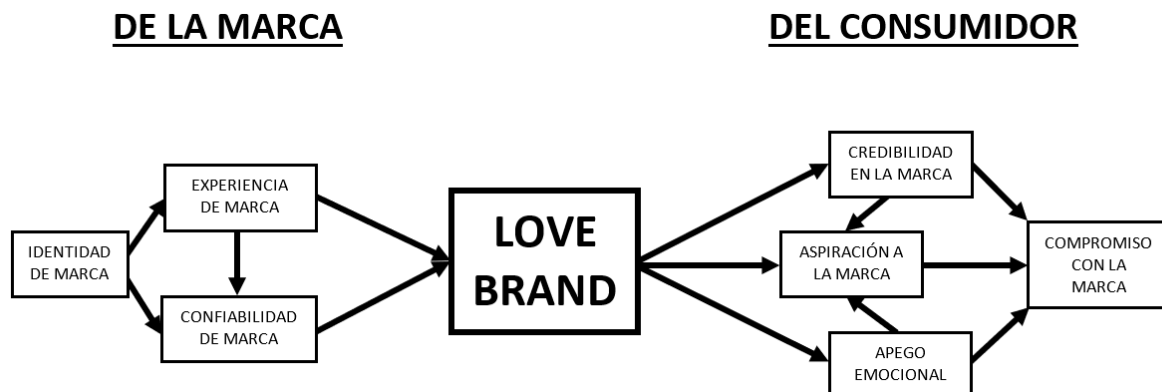 DE LA MARCA
DEL CONSUMIDOR
IDENTIDAD
DE MARCA
EXPERIENCIA
DE MARCA
CONFIABILIDAD
DE MARCA
LOVE
BRAND
CREDIBILIDAD
EN LA MARCA
ASPIRACIÓN A
LA MARCA
APEGO
EMOCIONAL
COMPROMISO
CON LA
MARCA